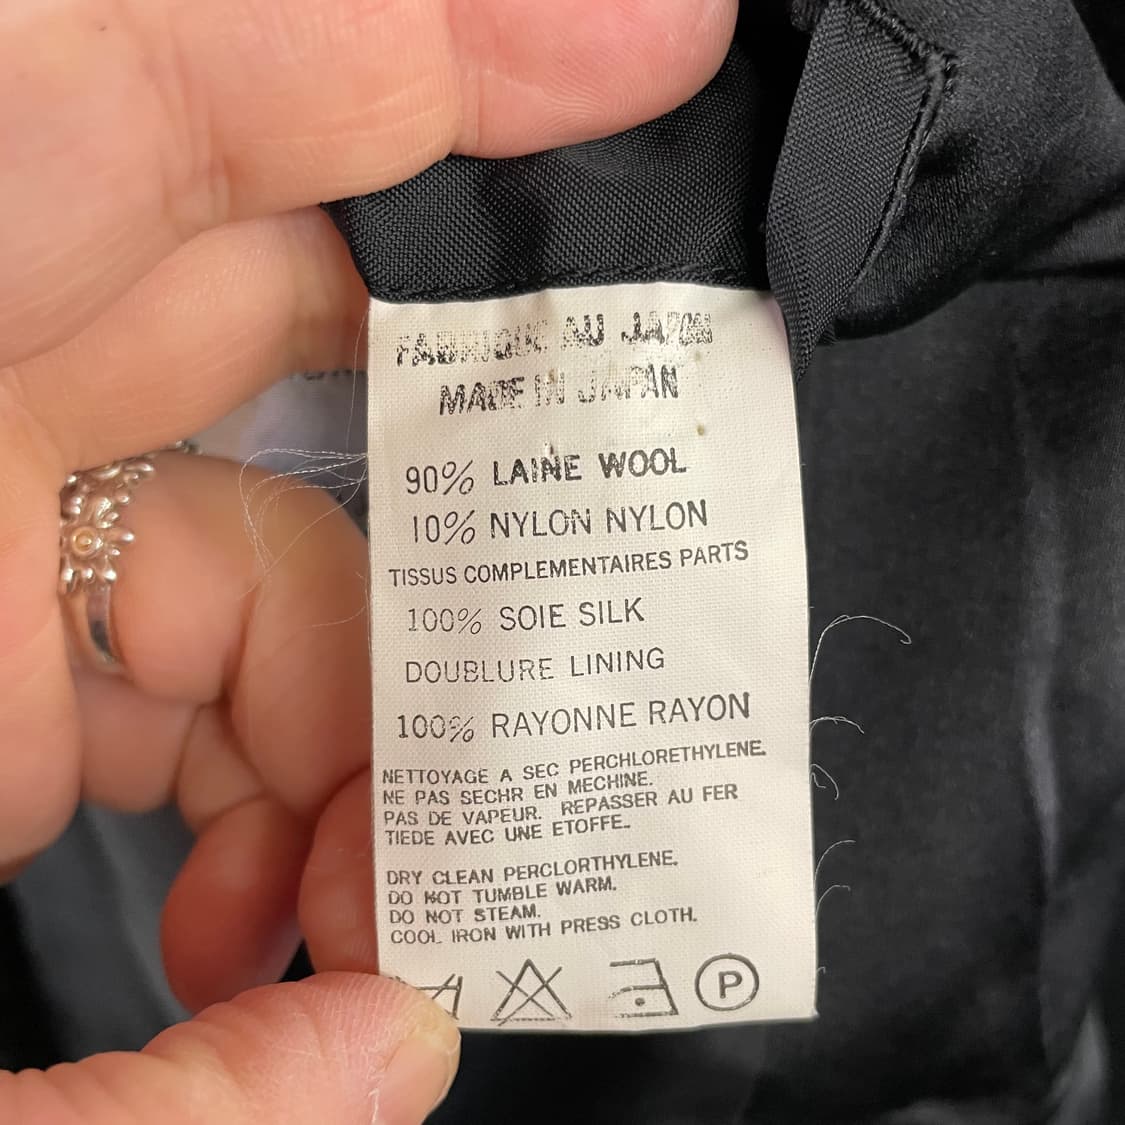 FABRIQUE AU JAPON
MADE IN JAPAN
90% LAINE WOOL
10% NYLON NYLON
TISSUS COMPLEMENTAIRES PARTS
100% SOIE SILK
DOUBLURE LINING
100% RAYONNE RAYON
NETTOYAGE A SEC PERCHLORETHYLENE.
NE PAS SECHR EN MECHINE.
PAS DE VAPEUR. REPASSER AU FER
TIEDE AVEC UNE ETOFFE.
DRY CLEAN PERCLORTHYLENE.
DO NOT TUMBLE WARM.
DO NOT STEAM.
COOL IRON WITH PRESS CLOTH.
P